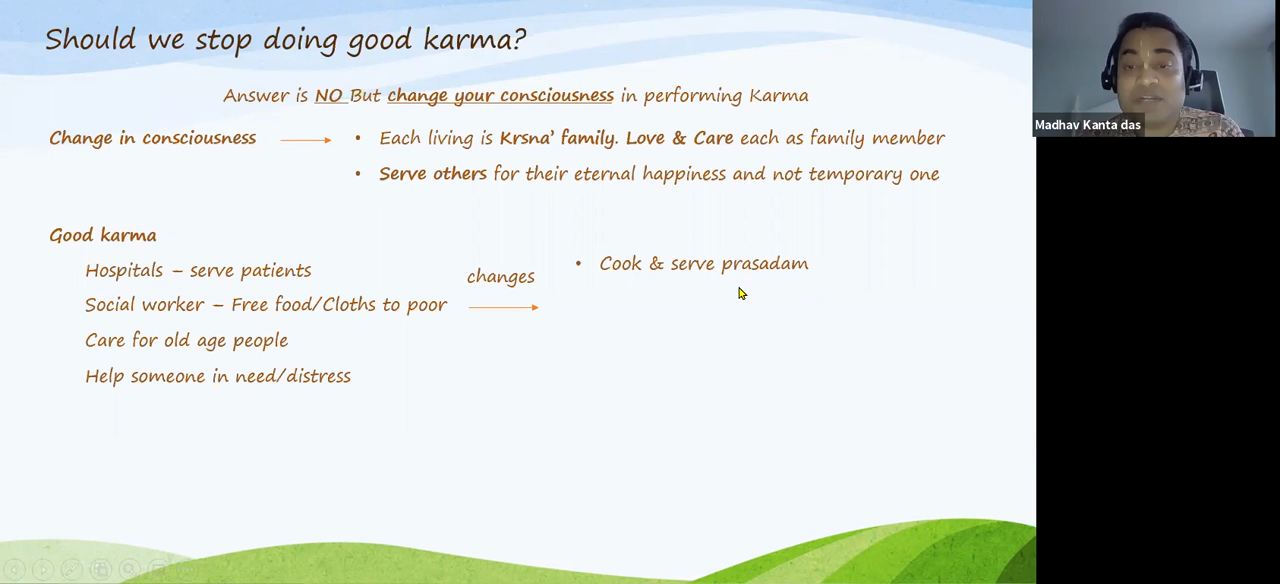 Should we stop doing good karma?
Answer is NO But change your consciousness in performing Karma
Change in consciousness
• Each living is Krsna' family. Love & Care each as family member
• Serve others for their eternal happiness and not temporary one
Good karma
Hospitals – serve patients
Social worker – Free food/Cloths to poor
Care for old age people
Help someone in need/distress
changes
• Cook & serve prasadam
Madhav Kanta das